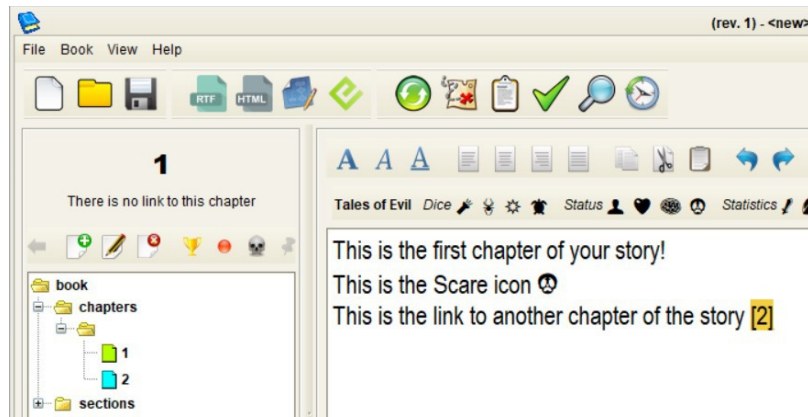 (rev. 1) - <new>
File Book View Help
RTF HTML
1
There is no link to this chapter
A A A
Tales of Evil Dice Status Statistics
This is the first chapter of your story!
This is the Scare icon
This is the link to another chapter of the story [2]
book
chapters
1
2
sections